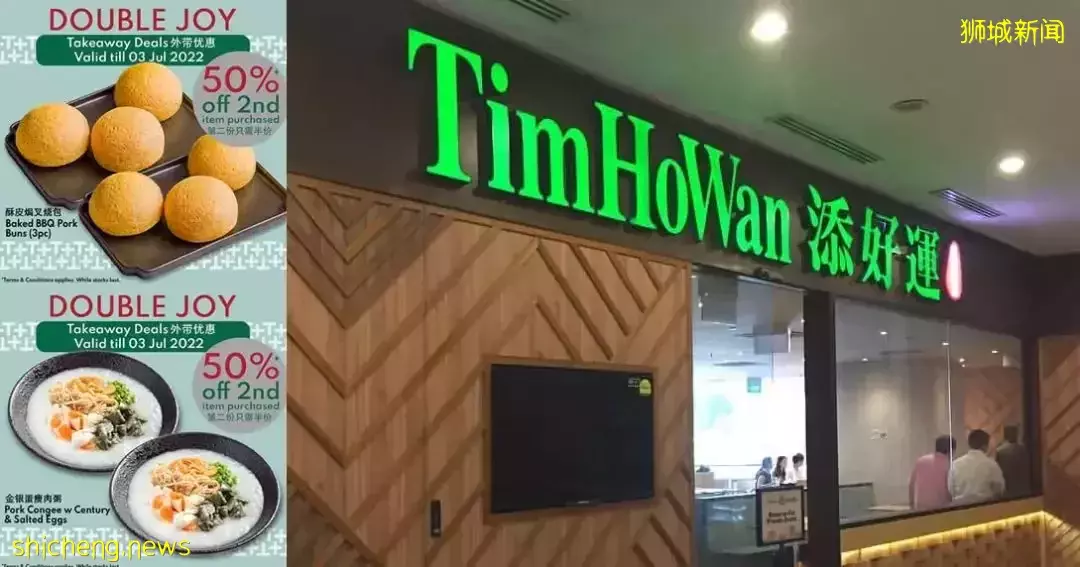 DOUBLE JOY
Takeaway Deals 外带优惠
Valid till 03 Jul 2022
50%
off 2nd
item purchased
第二份只需半价
酥皮焗叉烧包
Baked BBQ Pork
Buns (3pc)
*Terms & Conditions applies. While stocks last.
DOUBLE JOY
Takeaway Deals 外带优惠
Valid till 03 Jul 2022
50%
off 2nd
item purchased
第二份只需半价
金银蛋瘦肉粥
Pork Congee w Century
& Salted Eggs
shicheng.news
狮城新闻
TimHoWan 添好運